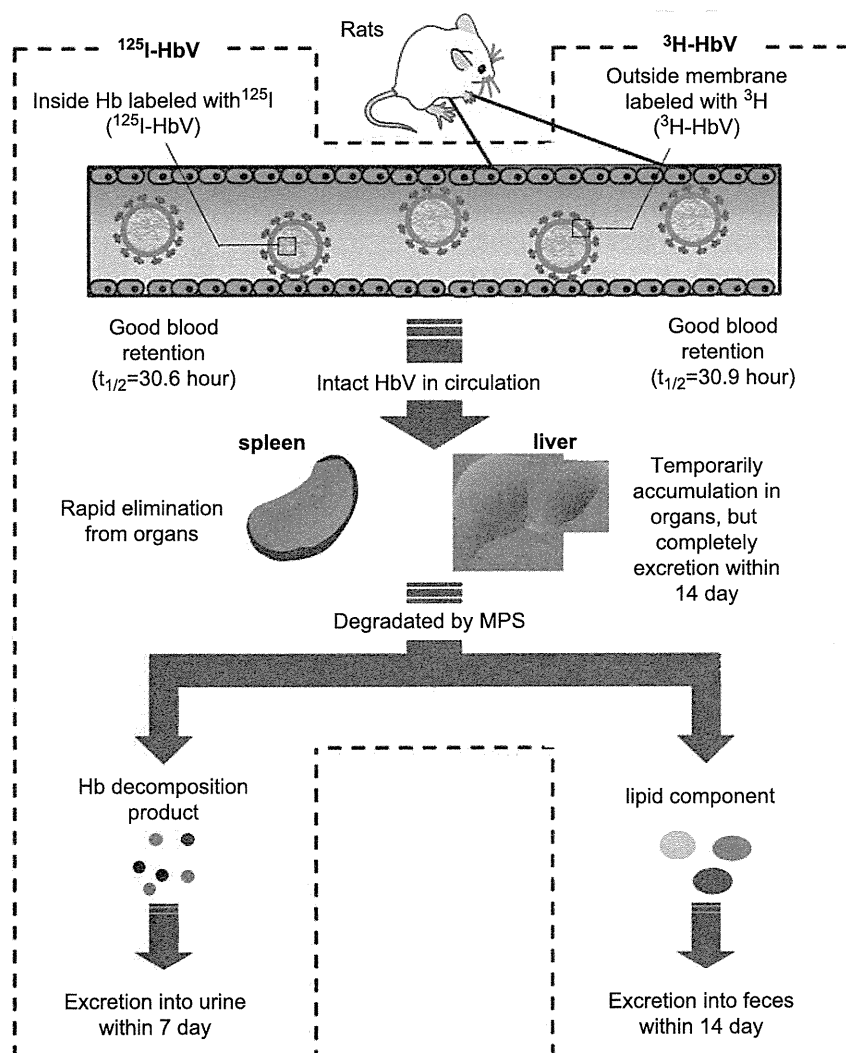 Rats
¹²⁵I-HbV
³H-HbV
Inside Hb labeled with¹²⁵I
(¹²⁵I-HbV)
Outside membrane
labeled with ³H
(³H-HbV)
Good blood
retention
(t₁/₂=30.6 hour)
Good blood
retention
(t₁/₂=30.9 hour)
Intact HbV in circulation
spleen
liver
Rapid elimination
from organs
Temporarily
accumulation in
organs, but
completely
excretion within
14 day
Degradated by MPS
Hb decomposition
product
lipid component
Excretion into urine
within 7 day
Excretion into feces
within 14 day